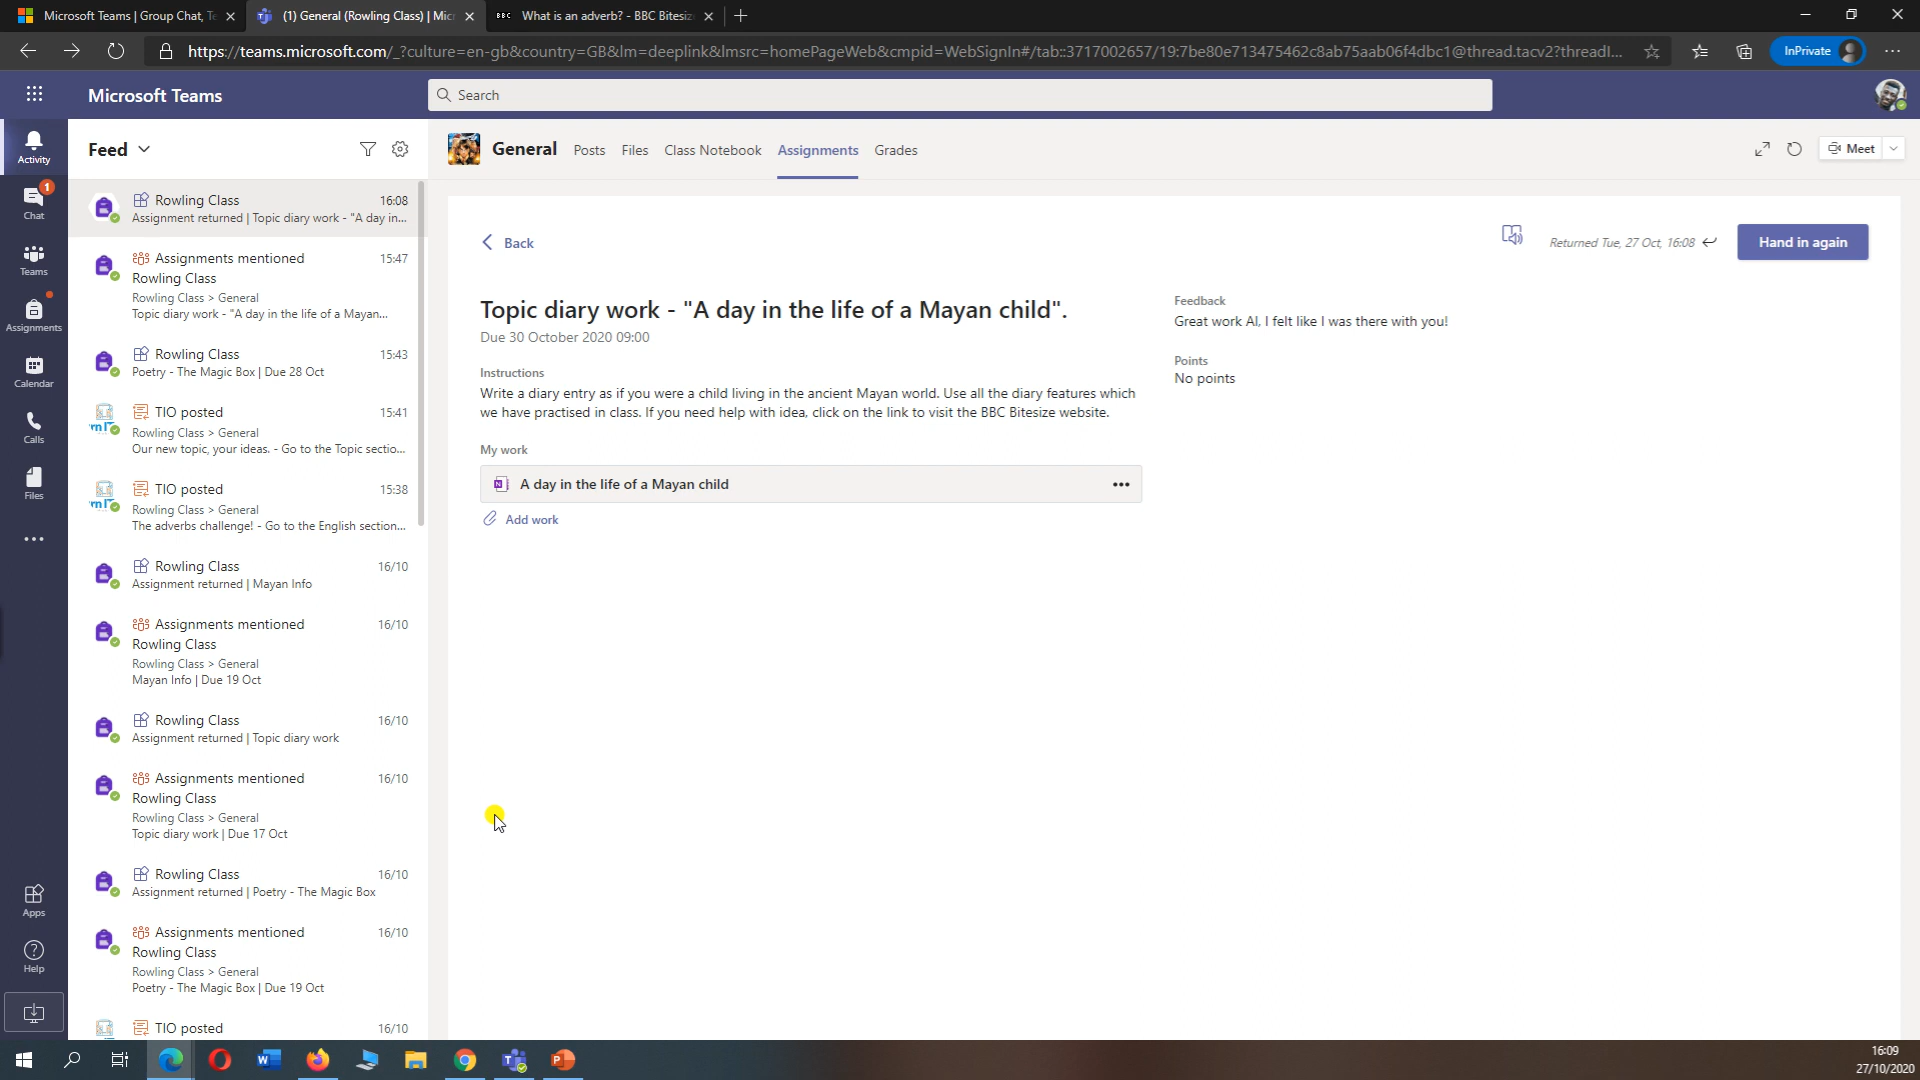 Microsoft Teams | Group Chat, Te
(1) General (Rowling Class) | Mic
BBC What is an adverb? - BBC Bitesiz
https://teams.microsoft.com/_?culture=en-gb&country=GB&lm=deeplink&lmsrc=homePageWeb&cmpid=WebSignIn#/tab::3717002657/19:7be80e713475462c8ab75aab06f4dbc1@thread.tacv2?threadI...
InPrivate
Microsoft Teams
Search
Activity
1
Chat
Teams
Assignments
Calendar
Calls
Files
Apps
Help
Feed
Rowling Class 16:08
Assignment returned | Topic diary work - "A day in...
Assignments mentioned 15:47
Rowling Class
Rowling Class > General
Topic diary work - "A day in the life of a Mayan...
Rowling Class 15:43
Poetry - The Magic Box | Due 28 Oct
TIO posted 15:41
Rowling Class > General
Our new topic, your ideas. - Go to the Topic sectio...
TIO posted 15:38
Rowling Class > General
The adverbs challenge! - Go to the English section...
Rowling Class 16/10
Assignment returned | Mayan Info
Assignments mentioned 16/10
Rowling Class
Rowling Class > General
Mayan Info | Due 19 Oct
Rowling Class 16/10
Assignment returned | Topic diary work
Assignments mentioned 16/10
Rowling Class
Rowling Class > General
Topic diary work | Due 17 Oct
Rowling Class 16/10
Assignment returned | Poetry - The Magic Box
Assignments mentioned 16/10
Rowling Class
Rowling Class > General
Poetry - The Magic Box | Due 19 Oct
TIO posted 16/10
General Posts Files Class Notebook Assignments Grades
Meet
Back
Returned Tue, 27 Oct, 16:08
Hand in again
Topic diary work - "A day in the life of a Mayan child".
Due 30 October 2020 09:00
Instructions
Write a diary entry as if you were a child living in the ancient Mayan world. Use all the diary features which
we have practised in class. If you need help with idea, click on the link to visit the BBC Bitesize website.
My work
A day in the life of a Mayan child
Add work
Feedback
Great work Al, I felt like I was there with you!
Points
No points
16:09
27/10/2020